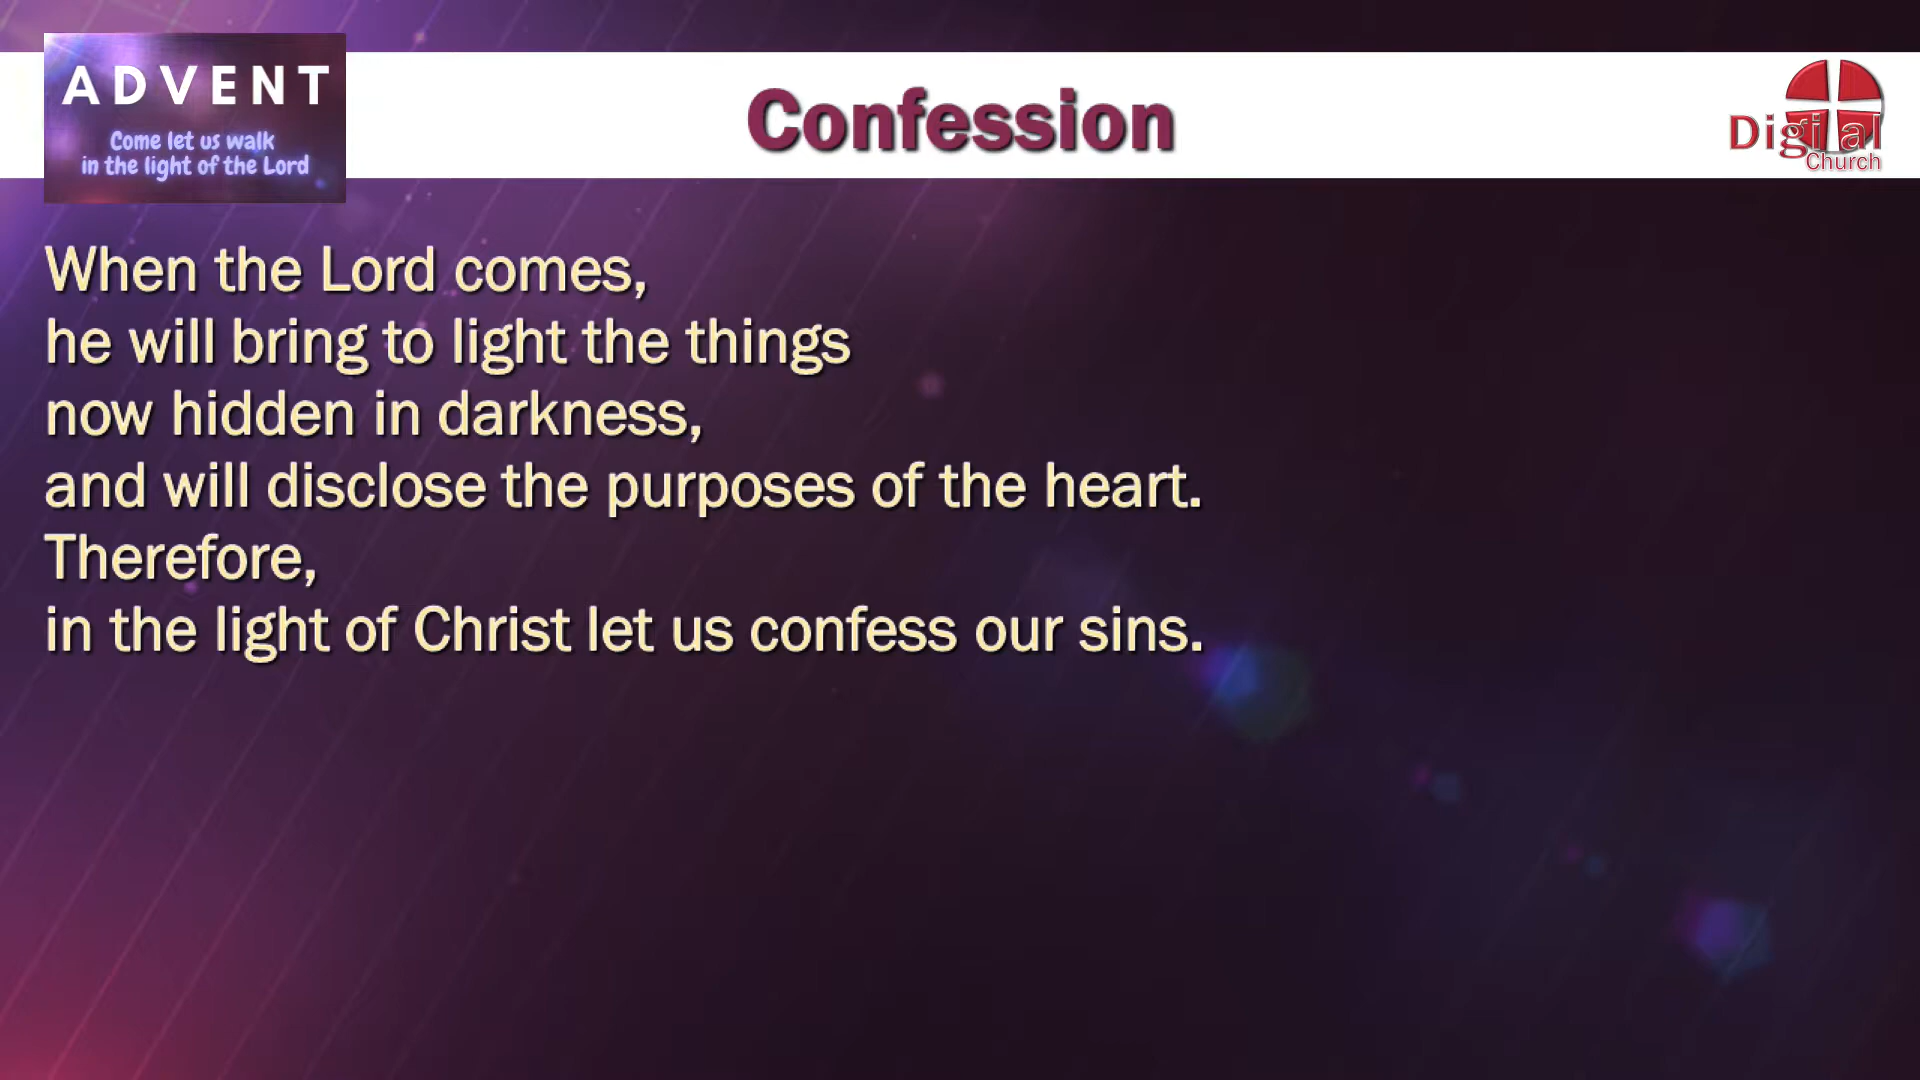 ADVENT
Come let us walk
in the light of the Lord
Confession
Digital
Church
When the Lord comes,
he will bring to light the things
now hidden in darkness,
and will disclose the purposes of the heart.
Therefore,
in the light of Christ let us confess our sins.